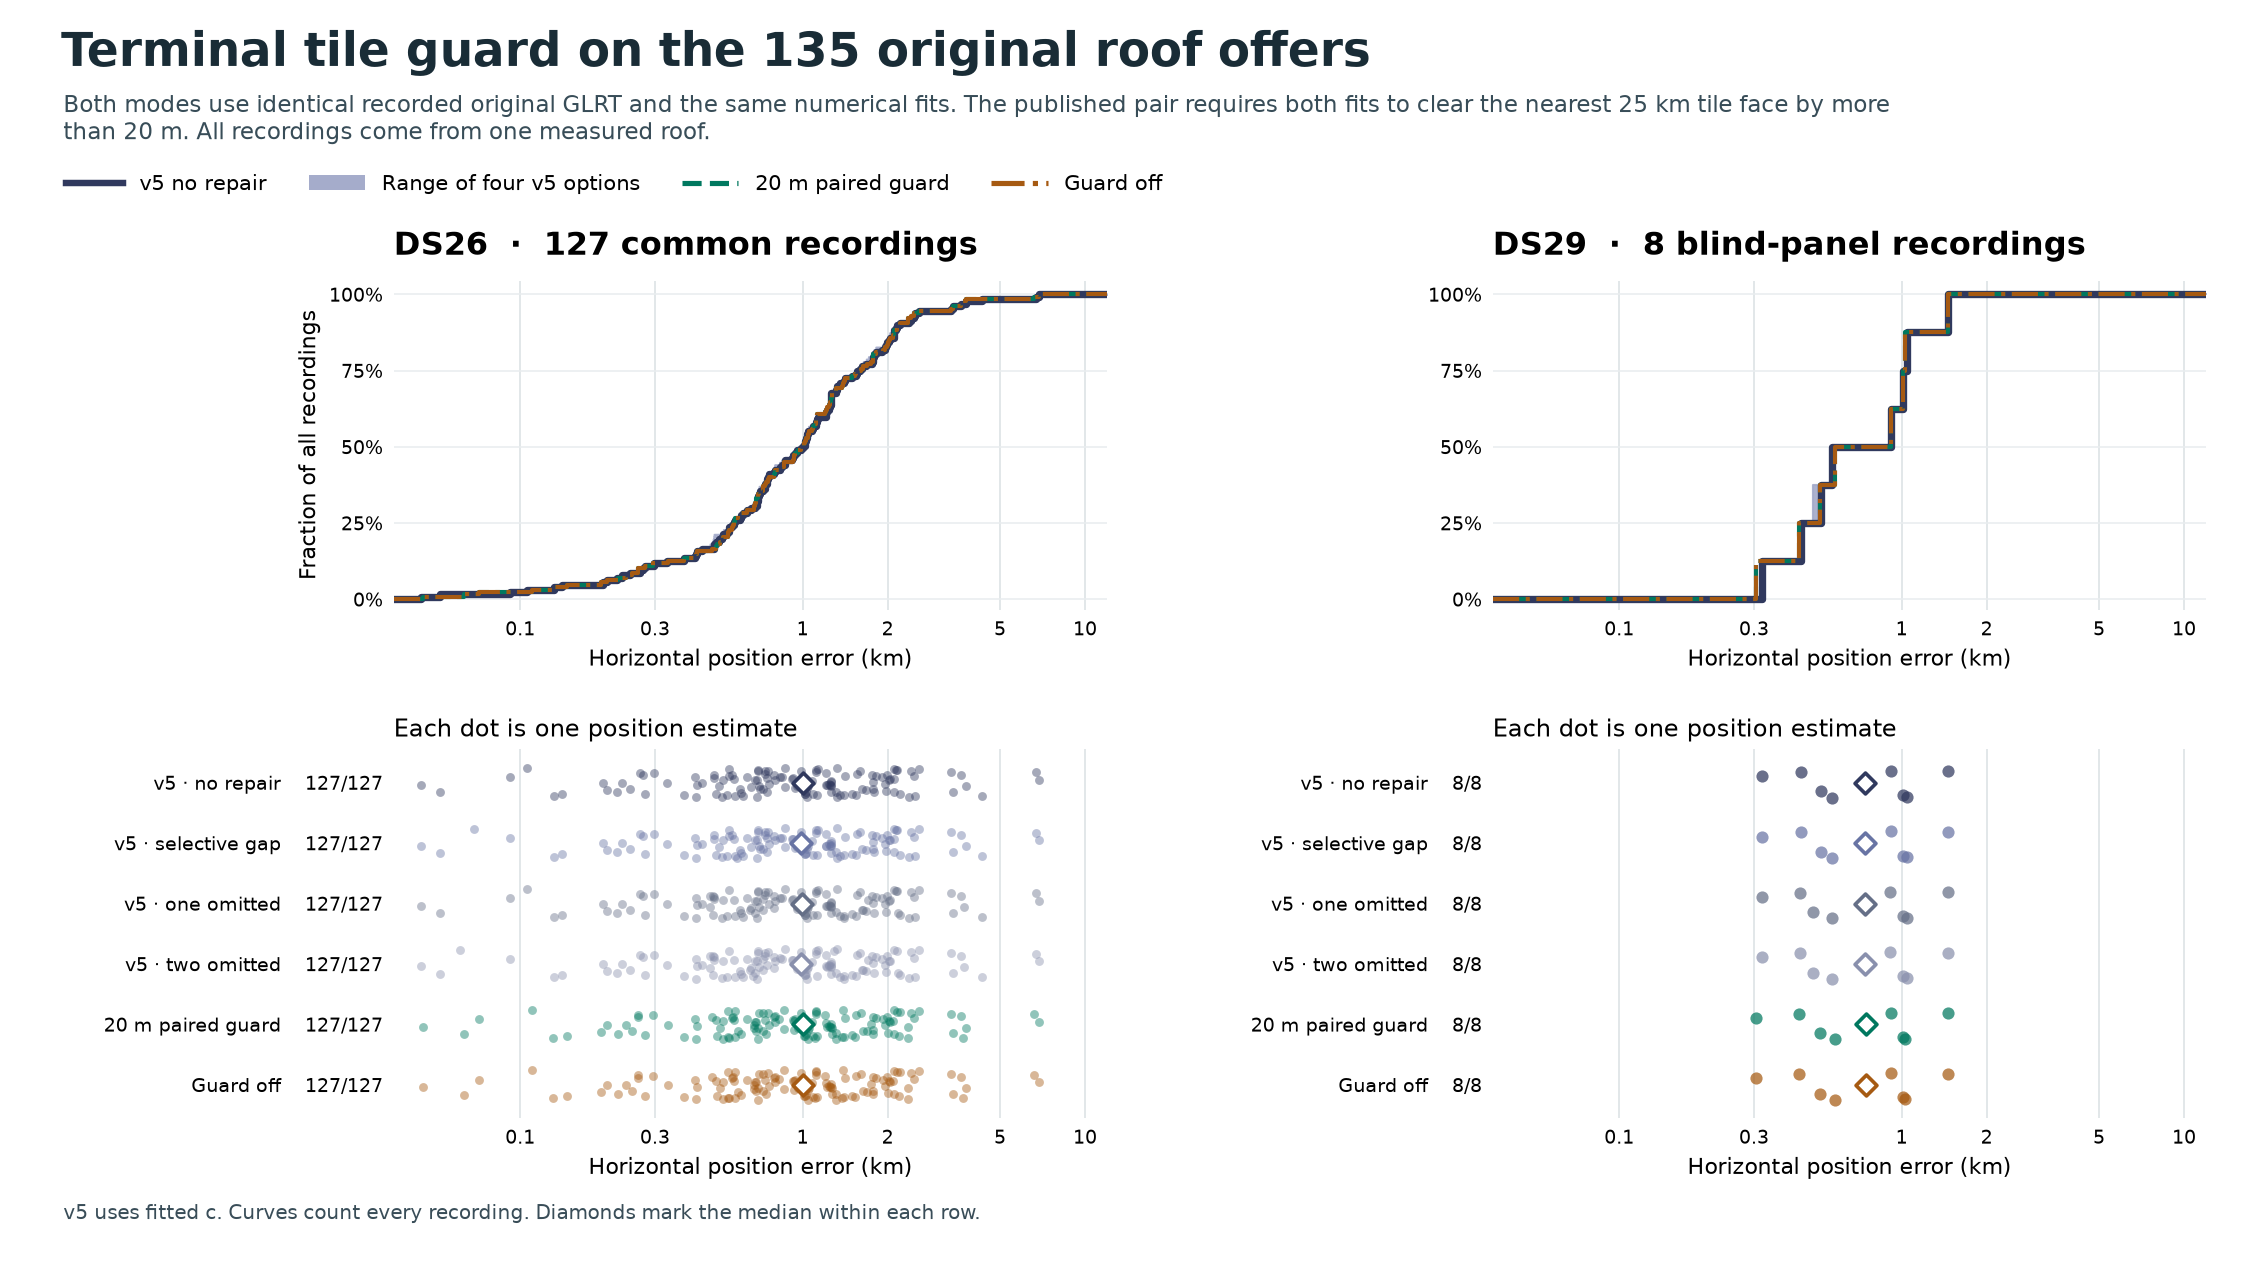 Terminal tile guard on the 135 original roof offers
Both modes use identical recorded original GLRT and the same numerical fits. The published pair requires both fits to clear the nearest 25 km tile face by more
than 20 m. All recordings come from one measured roof.
v5 no repair
Range of four v5 options
20 m paired guard
Guard off
DS26 · 127 common recordings
100%
75%
50%
25%
0%
Fraction of all recordings
0.1 0.3 1 2 5 10
Horizontal position error (km)
DS29 · 8 blind-panel recordings
100%
75%
50%
25%
0%
0.1 0.3 1 2 5 10
Horizontal position error (km)
Each dot is one position estimate
v5 · no repair 127/127
v5 · selective gap 127/127
v5 · one omitted 127/127
v5 · two omitted 127/127
20 m paired guard 127/127
Guard off 127/127
0.1 0.3 1 2 5 10
Horizontal position error (km)
Each dot is one position estimate
v5 · no repair 8/8
v5 · selective gap 8/8
v5 · one omitted 8/8
v5 · two omitted 8/8
20 m paired guard 8/8
Guard off 8/8
0.1 0.3 1 2 5 10
Horizontal position error (km)
v5 uses fitted c. Curves count every recording. Diamonds mark the median within each row.